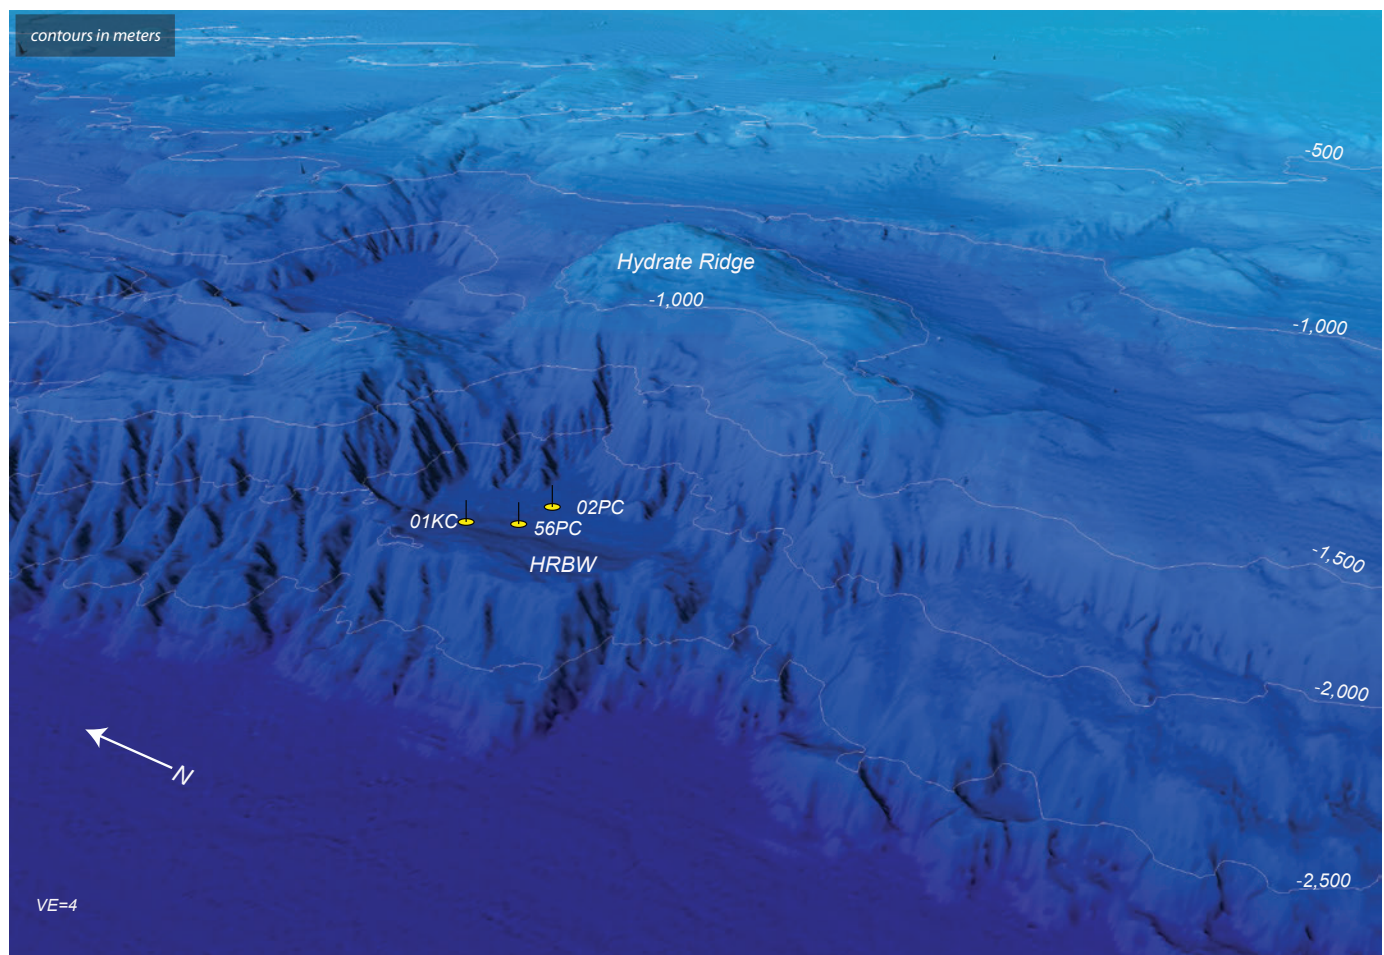 contours in meters
-500
Hydrate Ridge
-1,000
-1,000
02PC
01KC
56PC
HRBW
-1,500
-2,000
N
-2,500
VE=4